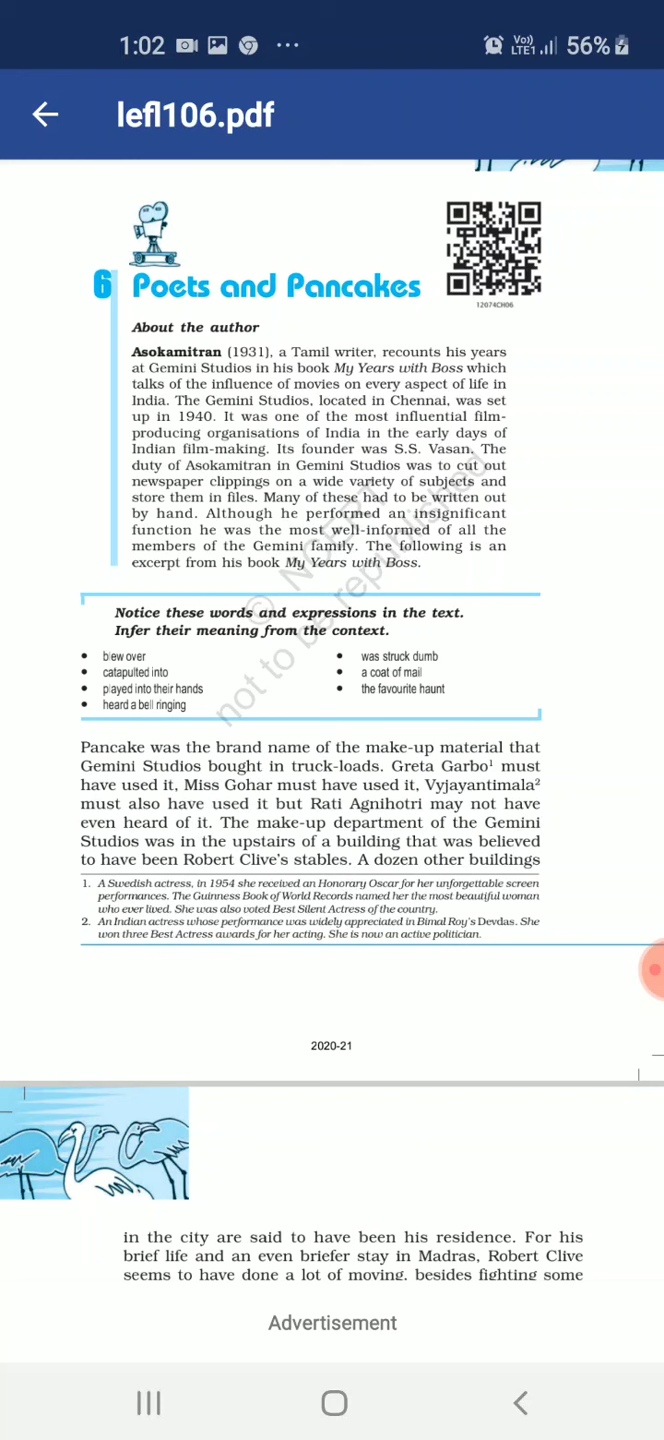 1:02
Vo))
LTE1
56%
lefl106.pdf
12074CH06
6 Poets and Pancakes
About the author
Asokamitran (1931), a Tamil writer, recounts his years
at Gemini Studios in his book My Years with Boss which
talks of the influence of movies on every aspect of life in
India. The Gemini Studios, located in Chennai, was set
up in 1940. It was one of the most influential film-
producing organisations of India in the early days of
Indian film-making. Its founder was S.S. Vasan. The
duty of Asokamitran in Gemini Studios was to cut out
newspaper clippings on a wide variety of subjects and
store them in files. Many of these had to be written out
by hand. Although he performed an insignificant
function he was the most well-informed of all the
members of the Gemini family. The following is an
excerpt from his book My Years with Boss.
© NCERT
not to be republished
Notice these words and expressions in the text.
Infer their meaning from the context.
• blew over
• catapulted into
• played into their hands
• heard a bell ringing
• was struck dumb
• a coat of mail
• the favourite haunt
Pancake was the brand name of the make-up material that
Gemini Studios bought in truck-loads. Greta Garbo¹ must
have used it, Miss Gohar must have used it, Vyjayantimala²
must also have used it but Rati Agnihotri may not have
even heard of it. The make-up department of the Gemini
Studios was in the upstairs of a building that was believed
to have been Robert Clive's stables. A dozen other buildings
1. A Swedish actress, in 1954 she received an Honorary Oscar for her unforgettable screen
performances. The Guinness Book of World Records named her the most beautiful woman
who ever lived. She was also voted Best Silent Actress of the country.
2. An Indian actress whose performance was widely appreciated in Bimal Roy's Devdas. She
won three Best Actress awards for her acting. She is now an active politician.
2020-21
in the city are said to have been his residence. For his
brief life and an even briefer stay in Madras, Robert Clive
seems to have done a lot of moving, besides fighting some
Advertisement